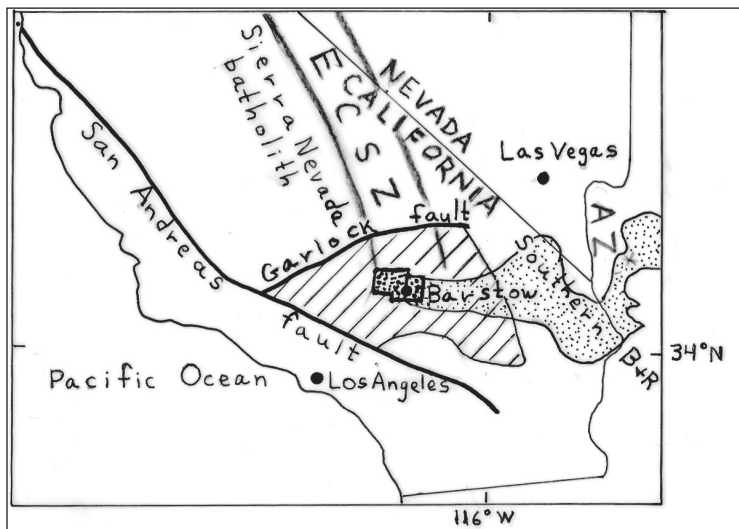 Sierra Nevada
batholith
ECSZ
NEVADA
CALIFORNIA
Las Vegas
AZ
San Andreas
fault
Garlock fault
Barstow
Southern
B+R
34°N
Pacific Ocean
Los Angeles
116°W